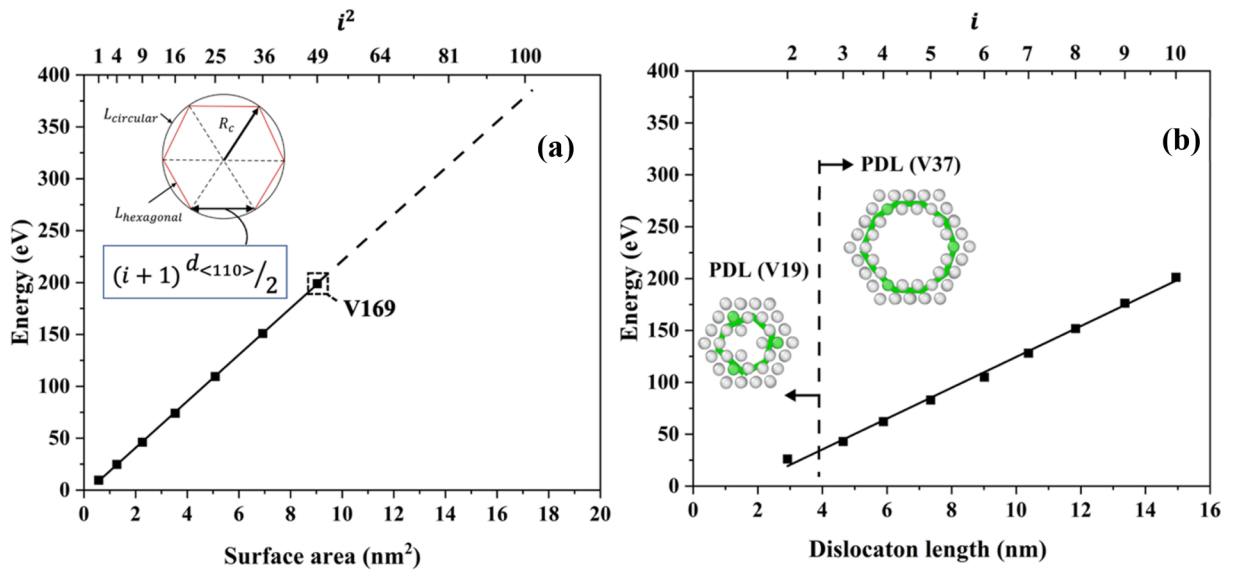 i²
1 4 9 16 25 36 49 64 81 100
400
350
300
250
200
150
100
50
0
Energy (eV)
L_circular
R_c
L_hexagonal
(i + 1) d_<110>/2
(a)
V169
0 2 4 6 8 10 12 14 16 18 20
Surface area (nm²)
i
2 3 4 5 6 7 8 9 10
400
350
300
250
200
150
100
50
0
Energy (eV)
(b)
PDL (V37)
PDL (V19)
0 2 4 6 8 10 12 14 16
Dislocaton length (nm)